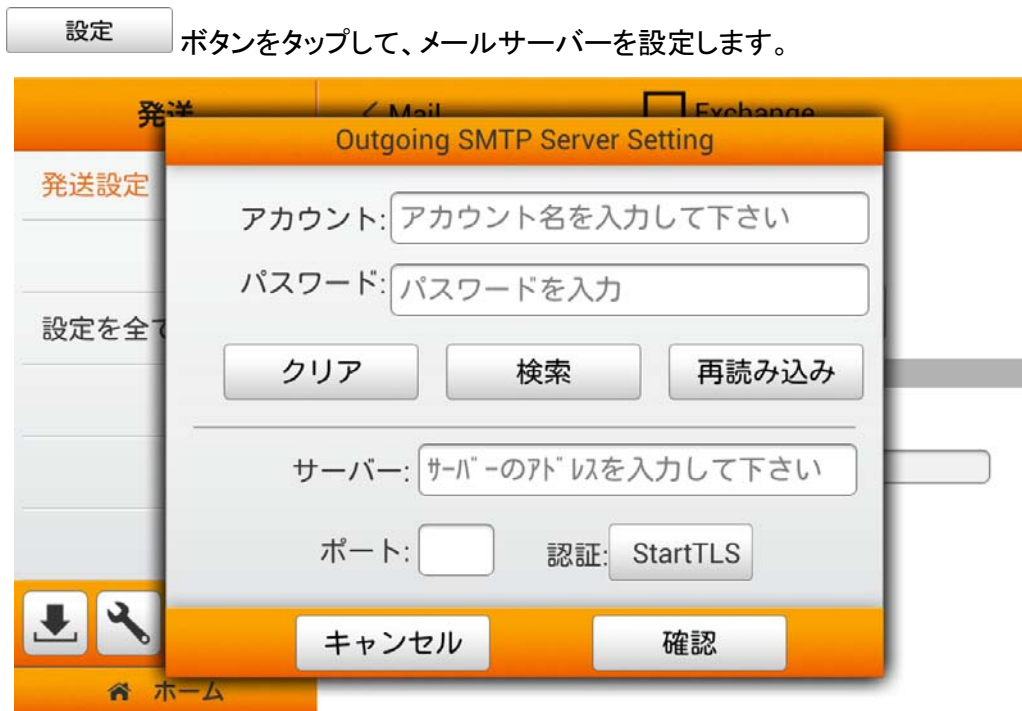 設定 ボタンをタップして、メールサーバーを設定します。
発送 < Mail Exchange
Outgoing SMTP Server Setting
発送設定
アカウント: アカウント名を入力して下さい
パスワード: パスワードを入力
設定を全て
クリア 検索 再読み込み
サーバー: ｻｰﾊﾞｰのｱﾄﾞﾚｽを入力して下さい
ポート: 認証: StartTLS
キャンセル 確認
ホーム